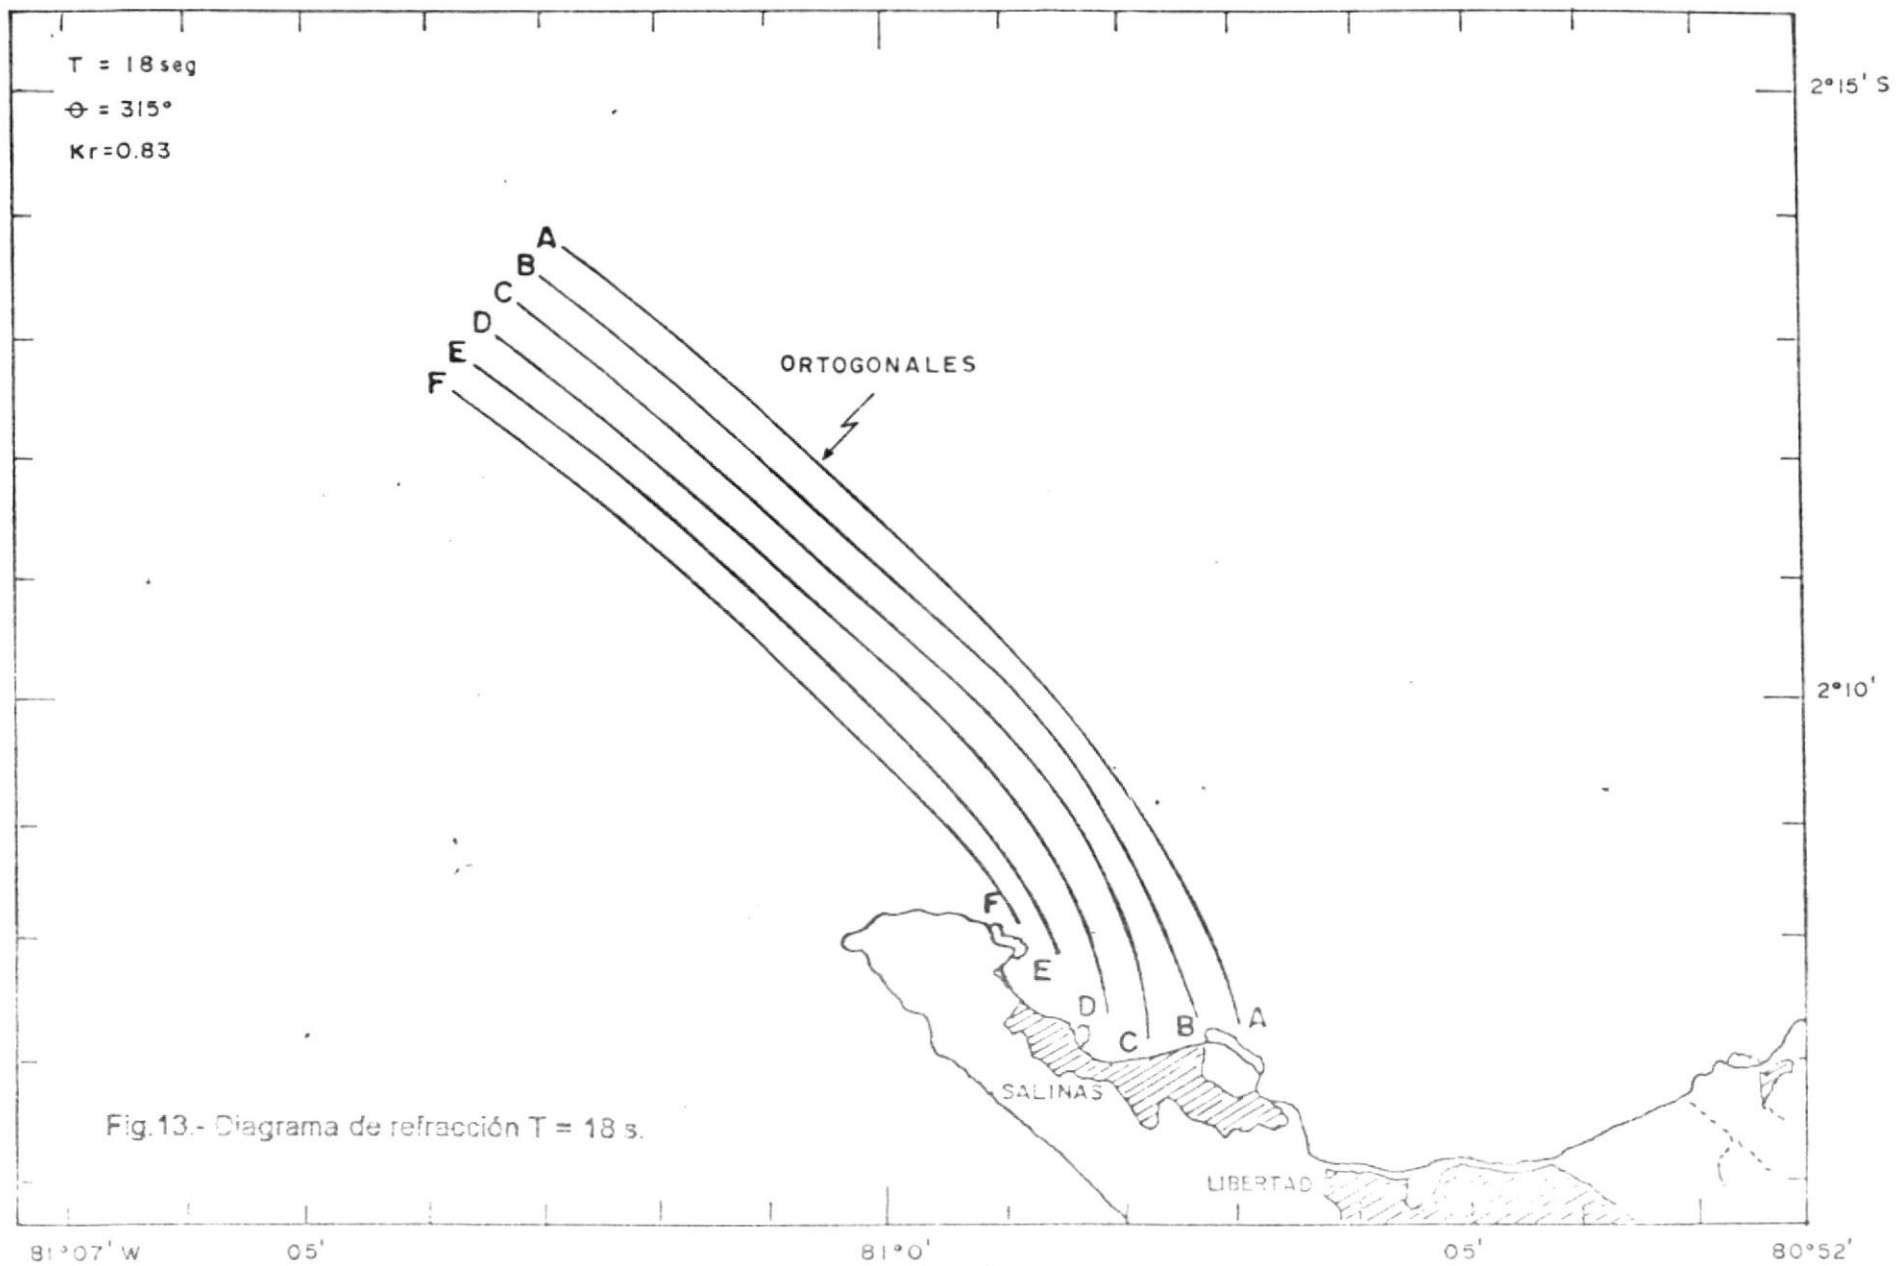 T = 18 seg
θ = 315°
Kr=0.83
2°15' S
A
B
C
D
E
F
ORTOGONALES
2°10'
F
E
D
C
B
A
SALINAS
Fig.13.- Diagrama de refracción T = 18 s.
LIBERTAD
81°07' W
05'
81°0'
05'
80°52'